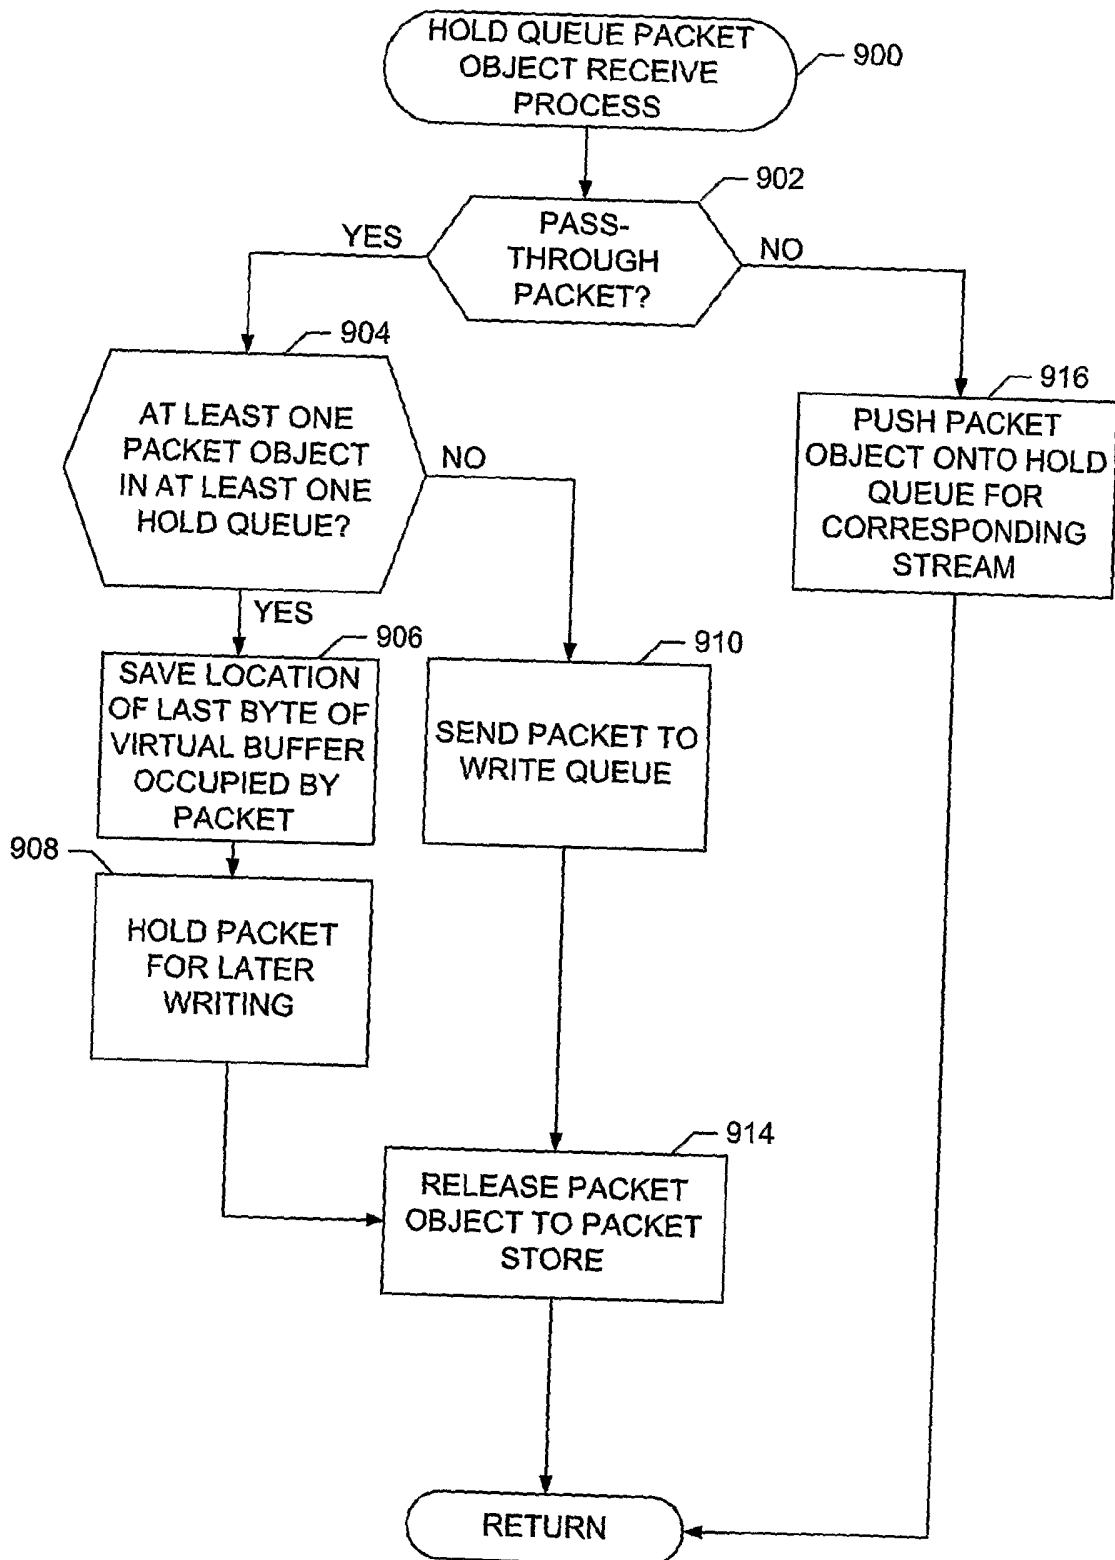 HOLD QUEUE PACKET
OBJECT RECEIVE
PROCESS
900
902
PASS-
THROUGH
PACKET?
YES
NO
904
AT LEAST ONE
PACKET OBJECT
IN AT LEAST ONE
HOLD QUEUE?
NO
YES
916
PUSH PACKET
OBJECT ONTO HOLD
QUEUE FOR
CORRESPONDING
STREAM
906
SAVE LOCATION
OF LAST BYTE OF
VIRTUAL BUFFER
OCCUPIED BY
PACKET
910
SEND PACKET TO
WRITE QUEUE
908
HOLD PACKET
FOR LATER
WRITING
914
RELEASE PACKET
OBJECT TO PACKET
STORE
RETURN